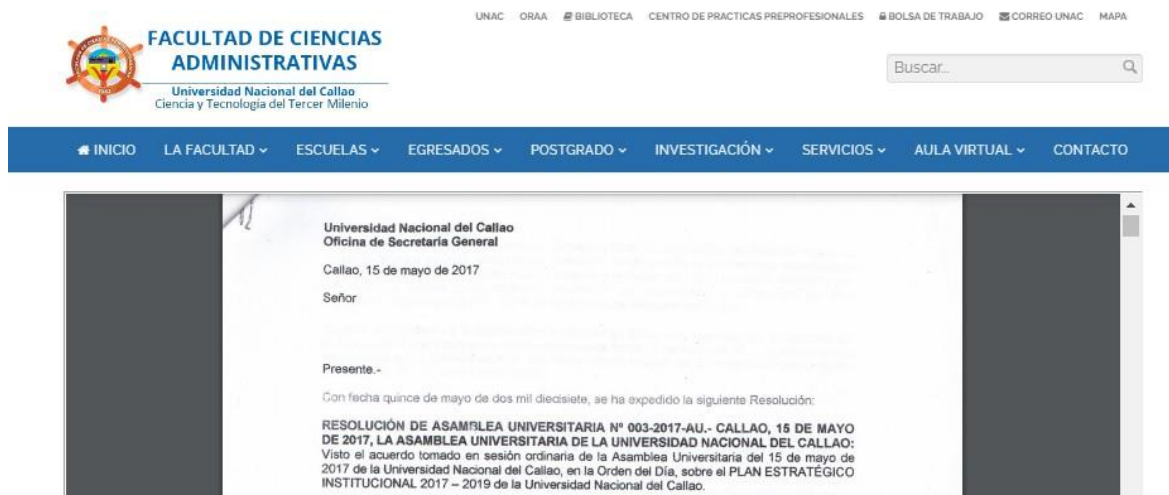 UNAC ORAA BIBLIOTECA CENTRO DE PRACTICAS PREPROFESIONALES BOLSA DE TRABAJO CORREO UNAC MAPA
FACULTAD DE CIENCIAS
ADMINISTRATIVAS
Universidad Nacional del Callao
Ciencia y Tecnología del Tercer Milenio
Buscar...
INICIO LA FACULTAD ESCUELAS EGRESADOS POSTGRADO INVESTIGACIÓN SERVICIOS AULA VIRTUAL CONTACTO
Universidad Nacional del Callao
Oficina de Secretaría General
Callao, 15 de mayo de 2017
Señor
Presente.-
Con fecha quince de mayo de dos mil diecisiete, se ha expedido la siguiente Resolución:
RESOLUCIÓN DE ASAMBLEA UNIVERSITARIA Nº 003-2017-AU.- CALLAO, 15 DE MAYO
DE 2017, LA ASAMBLEA UNIVERSITARIA DE LA UNIVERSIDAD NACIONAL DEL CALLAO:
Visto el acuerdo tomado en sesión ordinaria de la Asamblea Universitaria del 15 de mayo de
2017 de la Universidad Nacional del Callao, en la Orden del Día, sobre el PLAN ESTRATÉGICO
INSTITUCIONAL 2017 – 2019 de la Universidad Nacional del Callao.